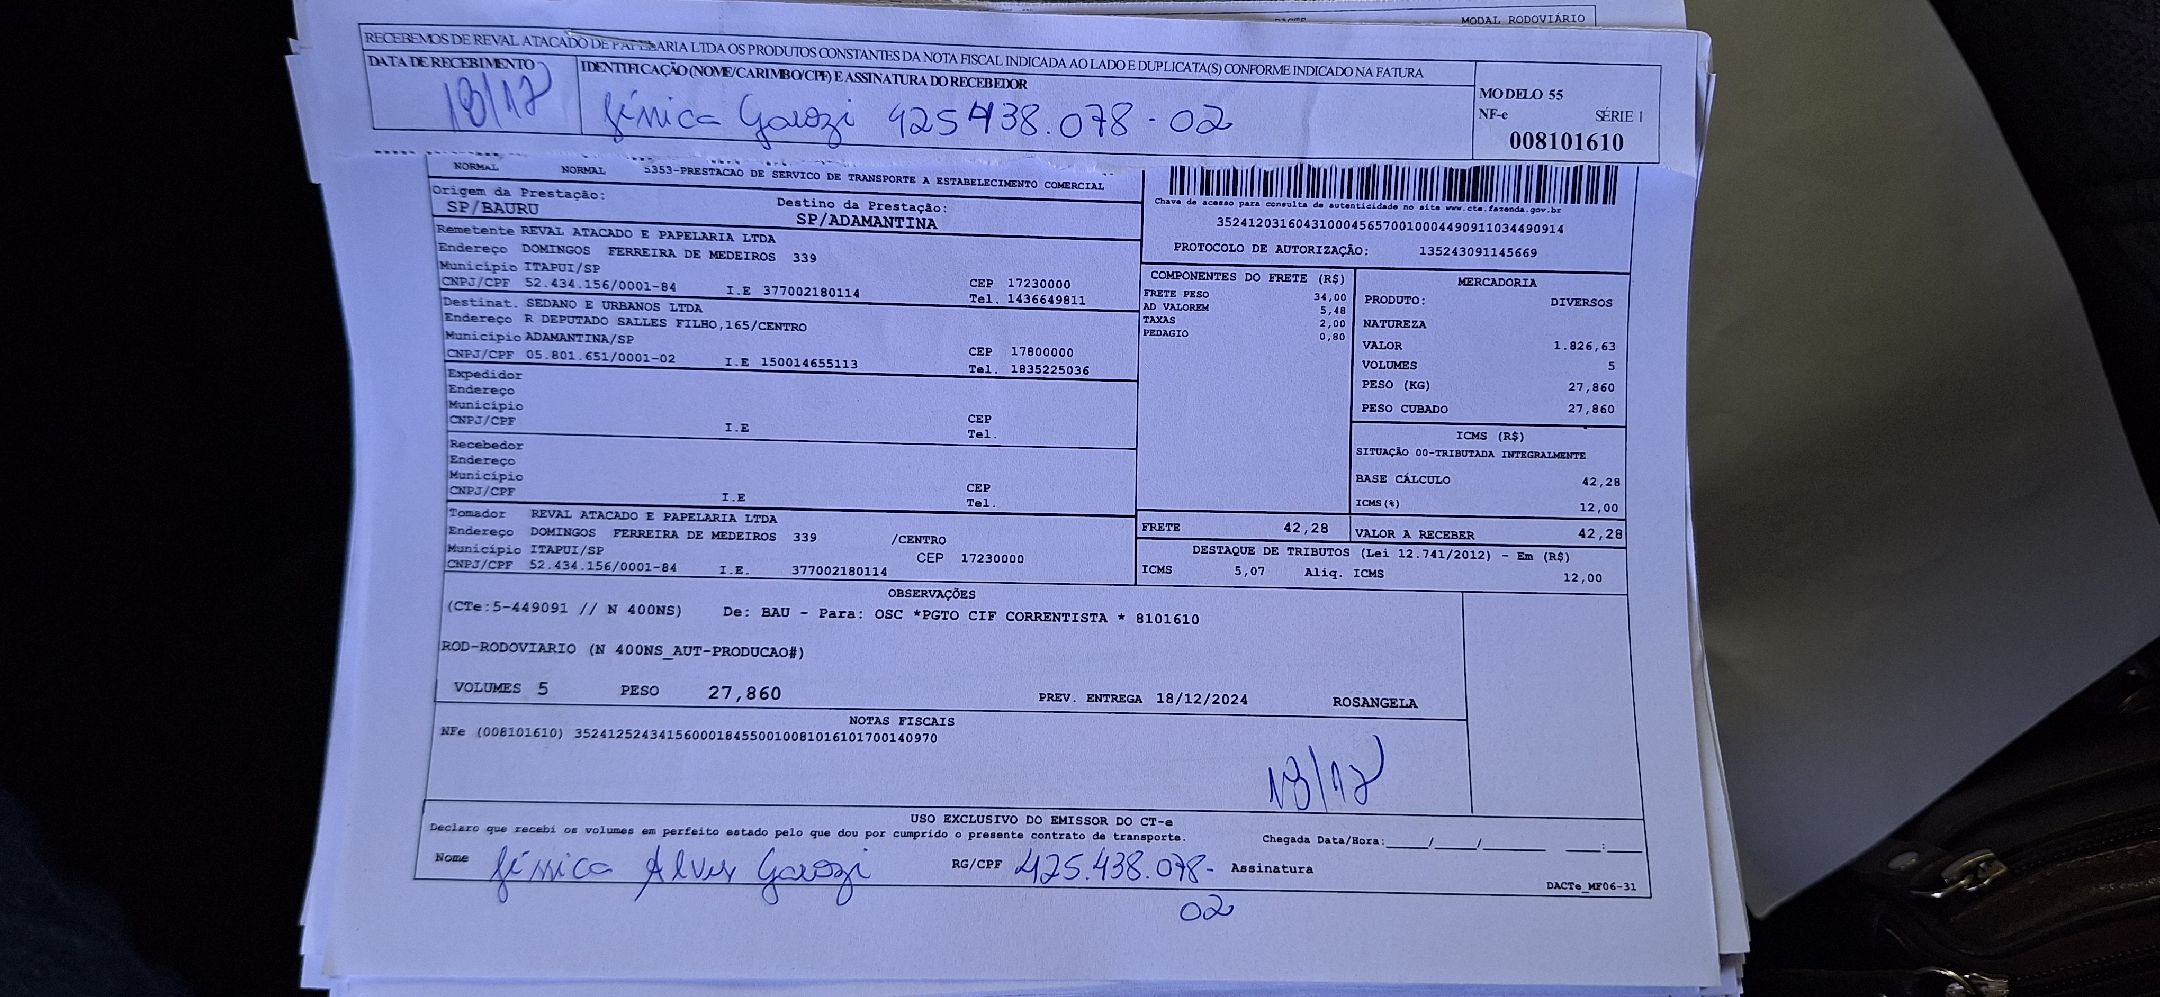 MODAL RODOVIÁRIO
RECEBEMOS DE REVAL ATACADO DE PAPELARIA LTDA OS PRODUTOS CONSTANTES DA NOTA FISCAL INDICADA AO LADO E DUPLICATA(S) CONFORME INDICADO NA FATURA
DATA DE RECEBIMENTO
18/12
IDENTIFICAÇÃO (NOME/CARIMBO/CPF) E ASSINATURA DO RECEBEDOR
Jéssica Garozi 425438.078-02
MODELO 55
NF-e SÉRIE 1
008101610
NORMAL NORMAL 5353-PRESTACAO DE SERVICO DE TRANSPORTE A ESTABELECIMENTO COMERCIAL
Origem da Prestação:
SP/BAURU
Destino da Prestação:
SP/ADAMANTINA
Chave de acesso para consulta de autenticidade no site www.cte.fazenda.gov.br
35241203160431000456570010004490911034490914
PROTOCOLO DE AUTORIZAÇÃO: 135243091145669
Remetente REVAL ATACADO E PAPELARIA LTDA
Endereço DOMINGOS FERREIRA DE MEDEIROS 339
Município ITAPUI/SP CEP 17230000
CNPJ/CPF 52.434.156/0001-84 I.E 377002180114 Tel. 1436649811
Destinat. SEDANO E URBANOS LTDA
Endereço R DEPUTADO SALLES FILHO,165/CENTRO
Município ADAMANTINA/SP CEP 17800000
CNPJ/CPF 05.801.651/0001-02 I.E 150014655113 Tel. 1835225036
Expedidor
Endereço
Município CEP
CNPJ/CPF I.E Tel.
Recebedor
Endereço
Município CEP
CNPJ/CPF I.E Tel.
Tomador REVAL ATACADO E PAPELARIA LTDA
Endereço DOMINGOS FERREIRA DE MEDEIROS 339 /CENTRO
Município ITAPUI/SP CEP 17230000
CNPJ/CPF 52.434.156/0001-84 I.E. 377002180114
COMPONENTES DO FRETE (R$)
FRETE PESO 34,00
AD VALOREM 5,48
TAXAS 2,00
PEDAGIO 0,80
MERCADORIA
PRODUTO: DIVERSOS
NATUREZA
VALOR 1.826,63
VOLUMES 5
PESO (KG) 27,860
PESO CUBADO 27,860
ICMS (R$)
SITUAÇÃO 00-TRIBUTADA INTEGRALMENTE
BASE CÁLCULO 42,28
ICMS(%) 12,00
FRETE 42,28 VALOR A RECEBER 42,28
DESTAQUE DE TRIBUTOS (Lei 12.741/2012) - Em (R$)
ICMS 5,07 Aliq. ICMS 12,00
OBSERVAÇÕES
(CTe:5-449091 // N 400NS) De: BAU - Para: OSC *PGTO CIF CORRENTISTA * 8101610
ROD-RODOVIARIO (N 400NS_AUT-PRODUCAO#)
VOLUMES 5 PESO 27,860 PREV. ENTREGA 18/12/2024 ROSANGELA
NOTAS FISCAIS
NFe (008101610) 35241252434156000184550010081016101700140970
18/12
USO EXCLUSIVO DO EMISSOR DO CT-e
Declaro que recebi os volumes em perfeito estado pelo que dou por cumprido o presente contrato de transporte. Chegada Data/Hora:____/____/______ ____:____
Nome Jéssica Alves Garozi RG/CPF 425.438.078- Assinatura
02
DACTe_MF06-31